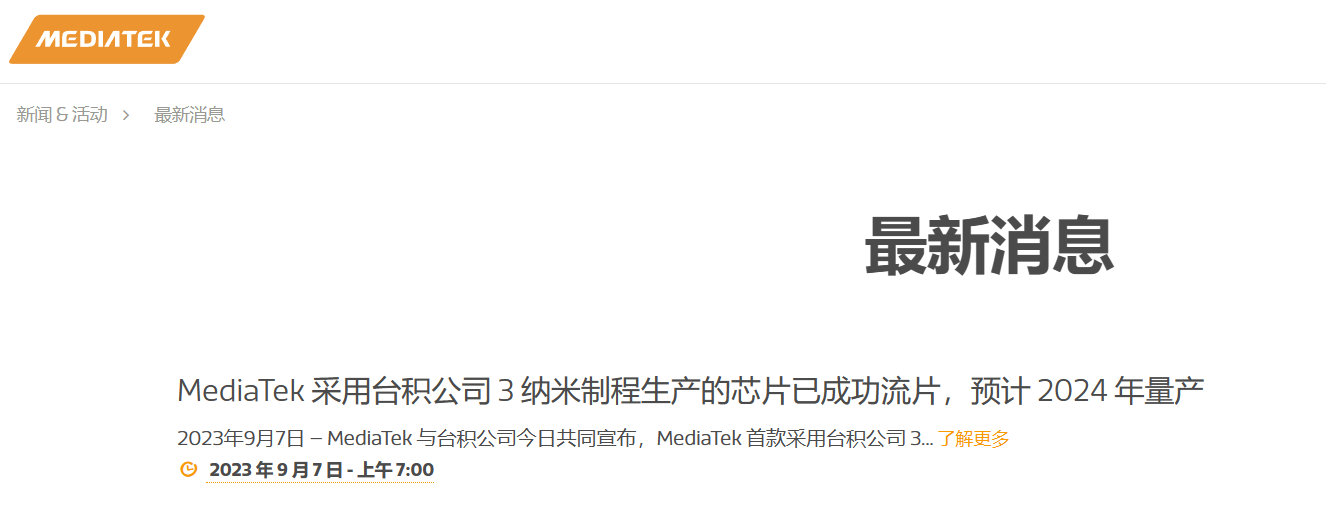 MEDIATEK
新闻 & 活动 > 最新消息
最新消息
MediaTek 采用台积公司 3 纳米制程生产的芯片已成功流片，预计 2024 年量产
2023年9月7日 – MediaTek 与台积公司今日共同宣布，MediaTek 首款采用台积公司 3... 了解更多
2023 年 9 月 7 日 - 上午 7:00